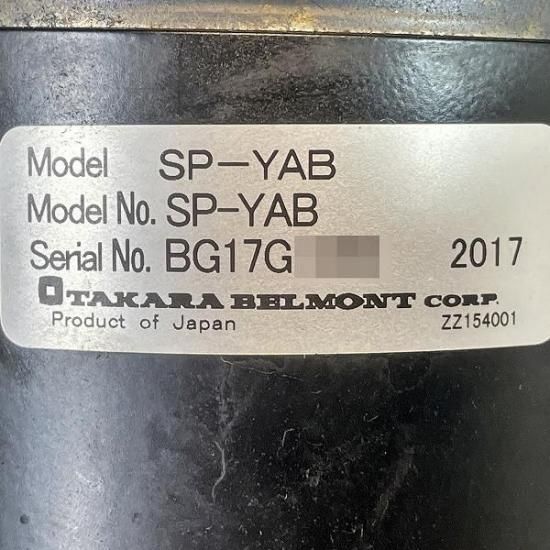 Model SP-YAB
Model No. SP-YAB
Serial No. BG17G 2017
TAKARA BELMONT CORP.
Product of Japan ZZ154001